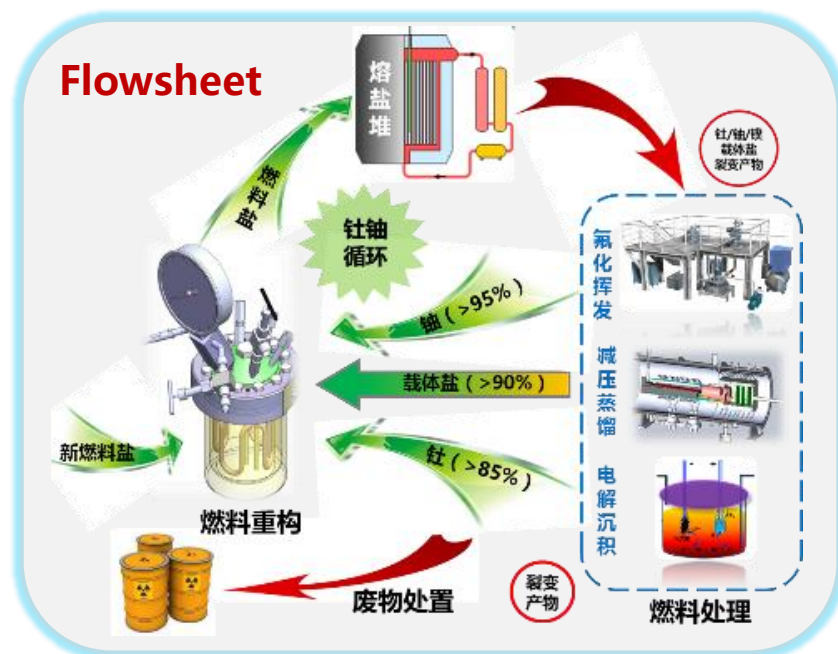 Flowsheet
熔
盐
堆
燃料盐
钍/铀/镤
载体盐
裂变产物
钍铀
循环
氟化挥发
铀（>95%）
减压蒸馏
载体盐（>90%）
新燃料盐
钍（>85%）
电解沉积
燃料重构
废物处置
裂变
产物
燃料处理